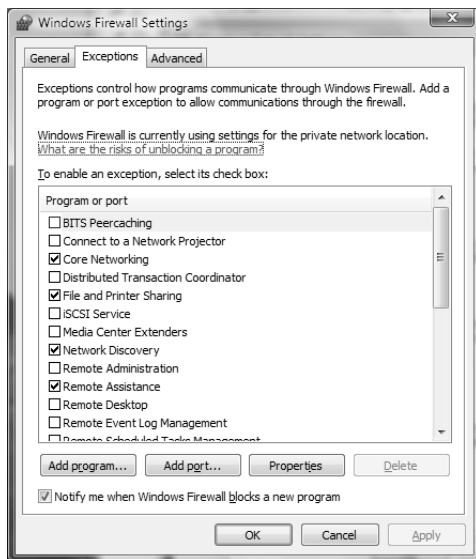 Windows Firewall Settings
General Exceptions Advanced
Exceptions control how programs communicate through Windows Firewall. Add a
program or port exception to allow communications through the firewall.
Windows Firewall is currently using settings for the private network location.
What are the risks of unblocking a program?
To enable an exception, select its check box:
Program or port
BITS Peercaching
Connect to a Network Projector
Core Networking
Distributed Transaction Coordinator
File and Printer Sharing
iSCSI Service
Media Center Extenders
Network Discovery
Remote Administration
Remote Assistance
Remote Desktop
Remote Event Log Management
Remote Scheduled Tasks Management
Add program... Add port... Properties Delete
Notify me when Windows Firewall blocks a new program
OK Cancel Apply